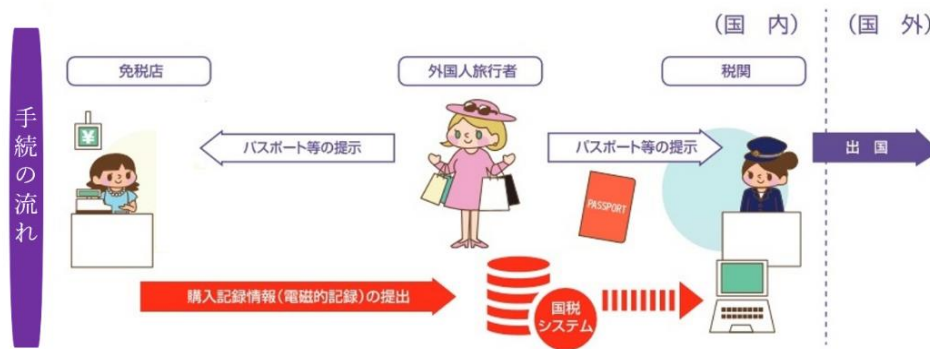 手続の流れ
(国 内)
(国 外)
免税店
外国人旅行者
税関
¥
パスポート等の提示
パスポート等の提示
出 国
PASSPORT
購入記録情報(電磁的記録)の提出
国税
システム